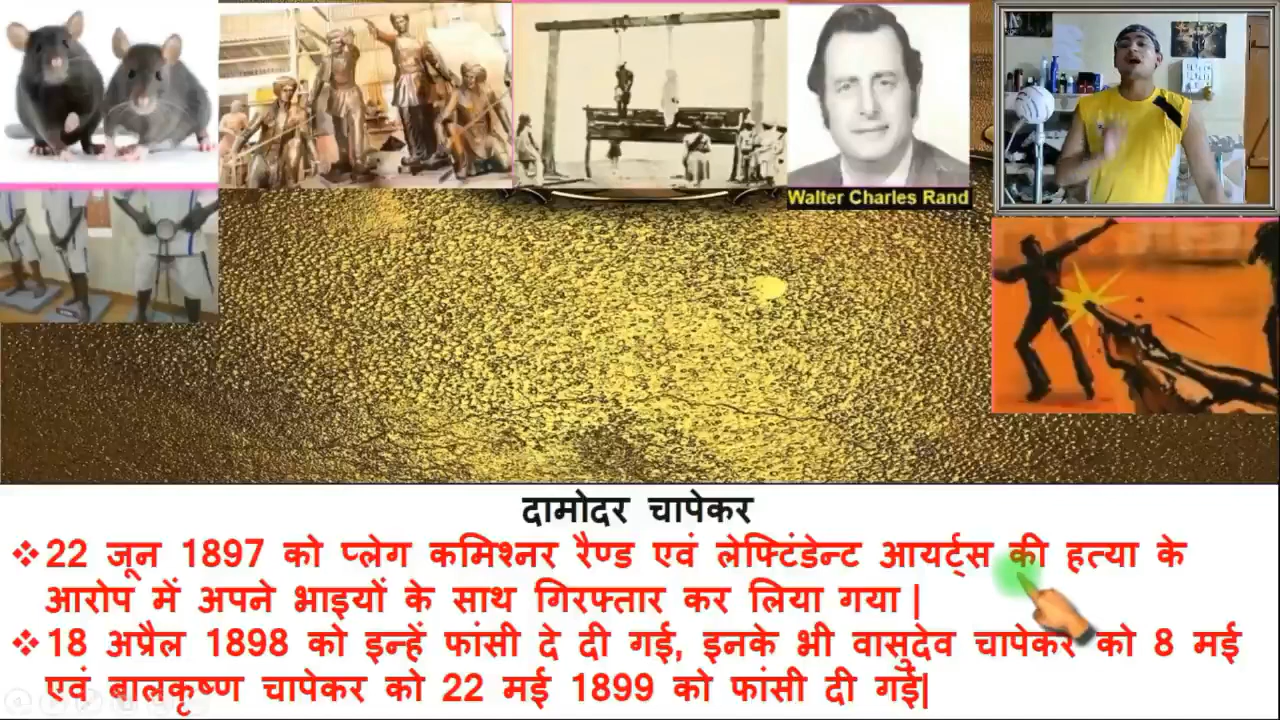 Walter Charles Rand
दामोदर चापेकर
❖22 जून 1897 को प्लेग कमिश्नर रैण्ड एवं लेफ्टिंडेन्ट आयर्ट्स की हत्या के
आरोप में अपने भाइयों के साथ गिरफ्तार कर लिया गया |
❖18 अप्रैल 1898 को इन्हें फांसी दे दी गई, इनके भी वासुदेव चापेकर को 8 मई
एवं बालकृष्ण चापेकर को 22 मई 1899 को फांसी दी गई|